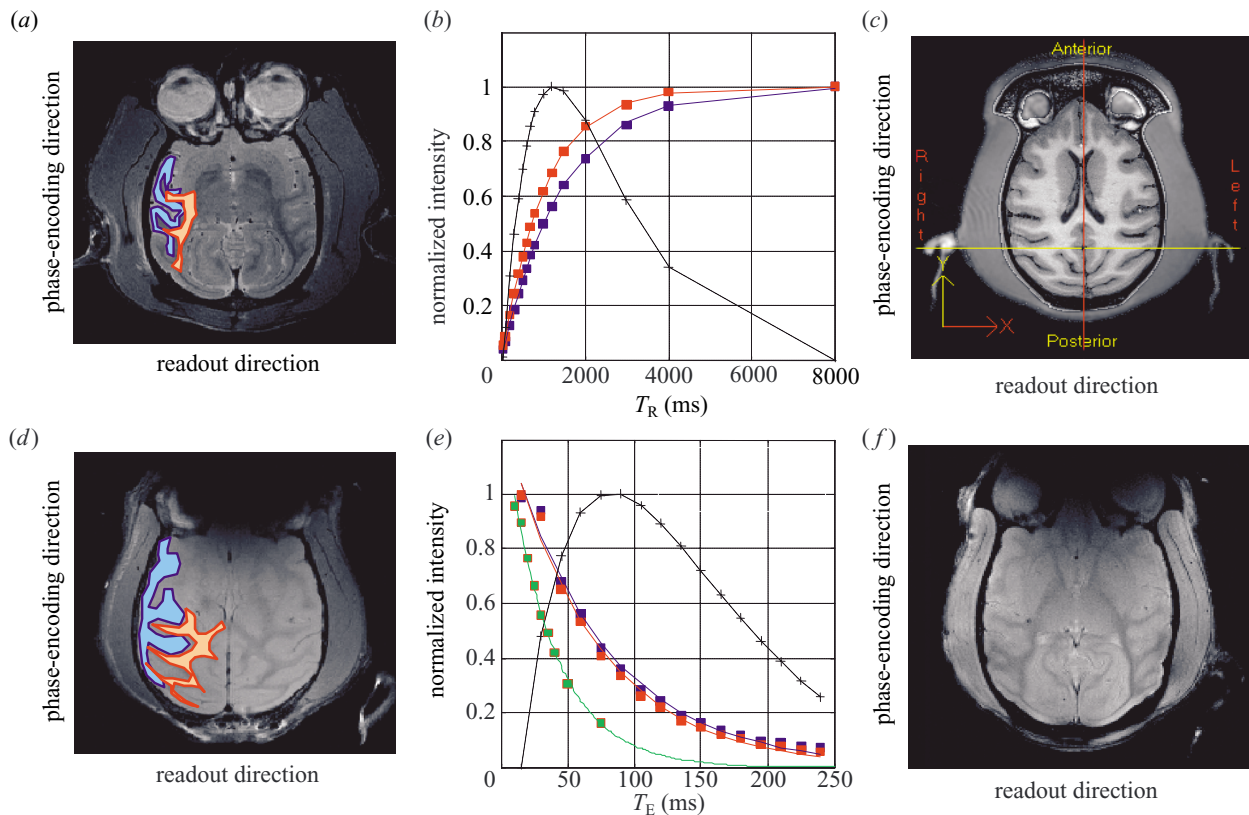 (a)
phase-encoding direction
readout direction
(b)
normalized intensity
1
0.8
0.6
0.4
0.2
0
2000
4000
6000
8000
T_R (ms)
(c)
phase-encoding direction
Anterior
Right
Left
Y
X
Posterior
readout direction
(d)
phase-encoding direction
readout direction
(e)
normalized intensity
1
0.8
0.6
0.4
0.2
0
50
100
150
200
250
T_E (ms)
(f)
phase-encoding direction
readout direction